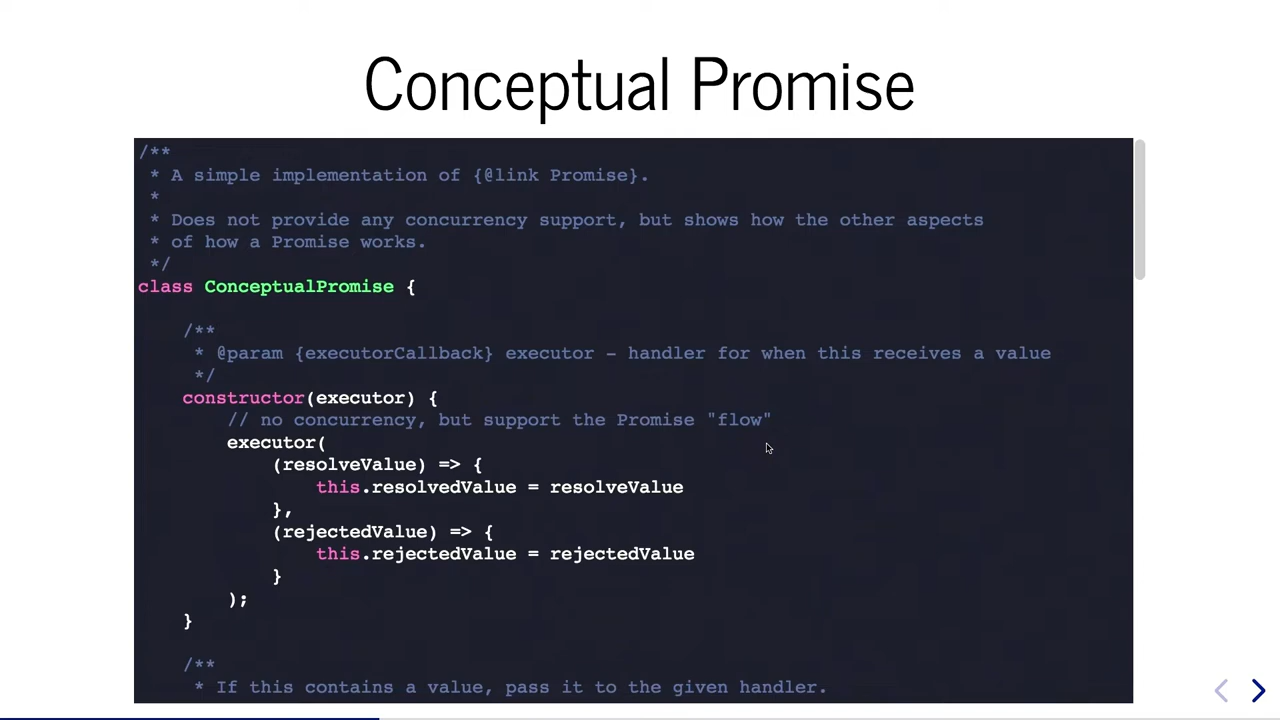 Conceptual Promise
/**
 * A simple implementation of {@link Promise}.
 *
 * Does not provide any concurrency support, but shows how the other aspects
 * of how a Promise works.
 */
class ConceptualPromise {
    /**
     * @param {executorCallback} executor - handler for when this receives a value
     */
    constructor(executor) {
        // no concurrency, but support the Promise "flow"
        executor(
            (resolveValue) => {
                this.resolvedValue = resolveValue
            },
            (rejectedValue) => {
                this.rejectedValue = rejectedValue
            }
        );
    }
    /**
     * If this contains a value, pass it to the given handler.